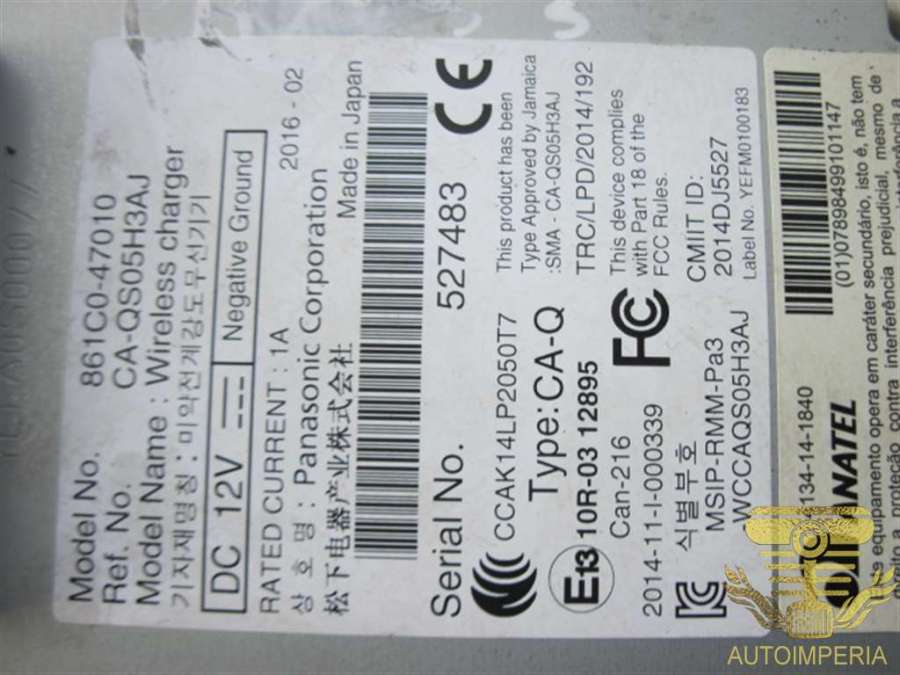 Model No. 861C0-47010
Ref. No. CA-QS05H3AJ
Model Name : Wireless charger
기자재명칭 : 미약전계강도무선기기
DC 12V Negative Ground
RATED CURRENT : 1A 2016 - 02
상 호 명 : Panasonic Corporation
松下电器产业株式会社 Made in Japan
Serial No. 527483
CE
CCAK14LP2050T7
Type:CA-Q
E13 10R-03 12895
Can-216
2014-11-I-000339
식별부호
MSIP-RMM-Pa3
-WCCAQS05H3AJ
This product has been
Type Approved by Jamaica
:SMA - CA-QS05H3AJ
TRC/LPD/2014/192
This device complies
with Part 18 of the
FCC Rules.
FC
CMIIT ID:
2014DJ5527
Label No. YEFM0100183
134-14-1840
(01)07898499101147
ANATEL
equipamento opera em caráter secundário, isto é, não tem
direito a proteção contra interferência prejudicial, mesmo de
AUTOIMPERIA